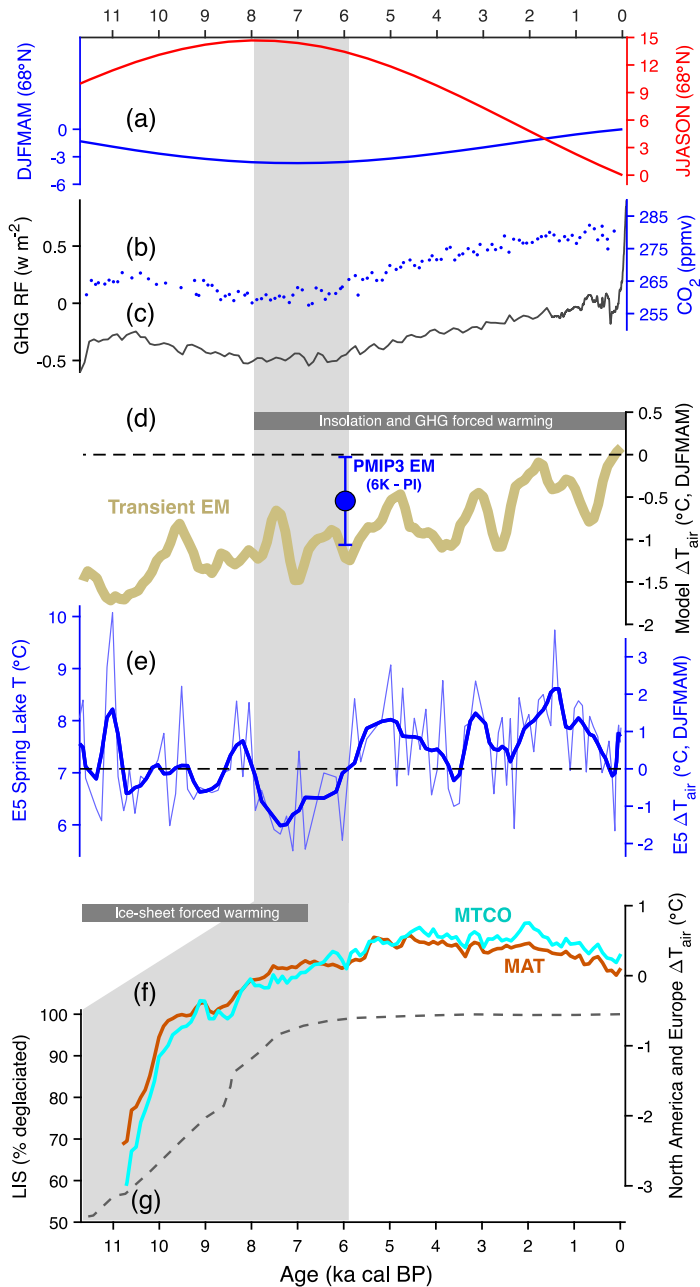 11 10 9 8 7 6 5 4 3 2 1 0
DJFMAM (68°N)
0
-3
-6
(a)
15
12
9
6
3
0
JJASON (68°N)
GHG RF (w m-2)
0.5
0
-0.5
(b)
(c)
285
275
265
255
CO2 (ppmv)
(d)
Insolation and GHG forced warming
PMIP3 EM
(6K - PI)
Transient EM
0.5
0
-0.5
-1
-1.5
-2
Model ΔTair (°C, DJFMAM)
E5 Spring Lake T (°C)
10
9
8
7
6
(e)
3
2
1
0
-1
-2
E5 ΔTair (°C, DJFMAM)
Ice-sheet forced warming
MTCO
MAT
(f)
1
0
-1
-2
-3
North America and Europe ΔTair (°C)
LIS (% deglaciated)
100
90
80
70
60
50
(g)
11 10 9 8 7 6 5 4 3 2 1 0
Age (ka cal BP)